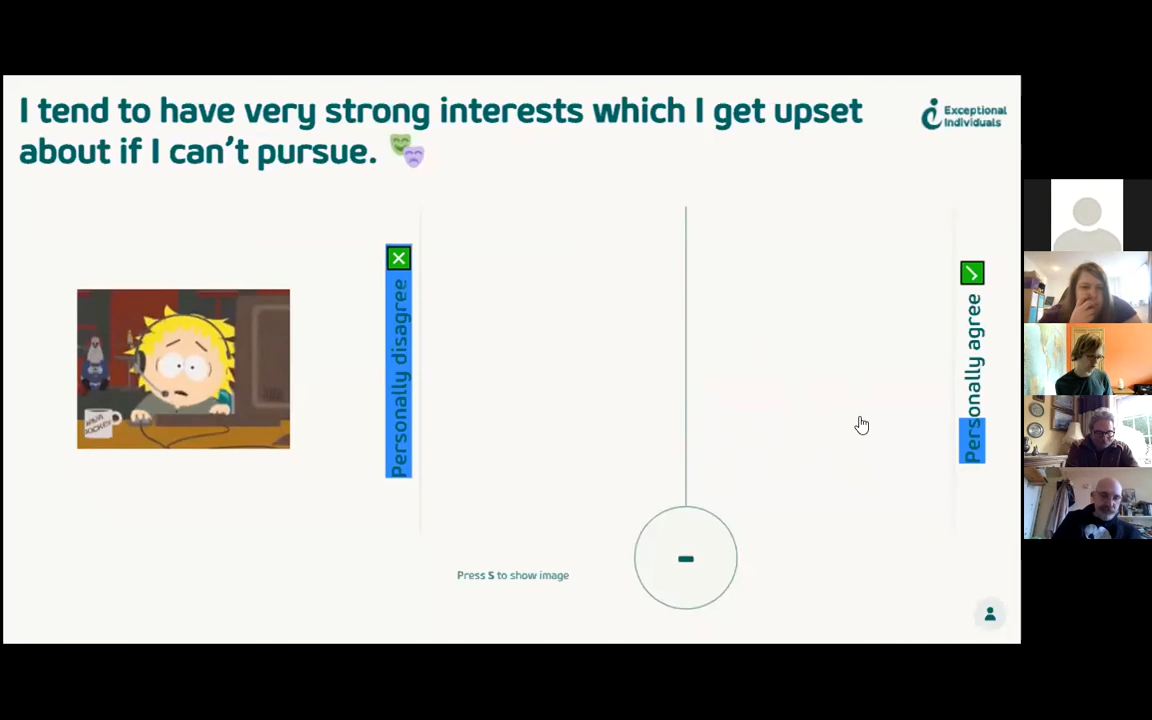 I tend to have very strong interests which I get upset
about if I can't pursue.
Exceptional
Individuals
Personally disagree
Personally agree
Press S to show image